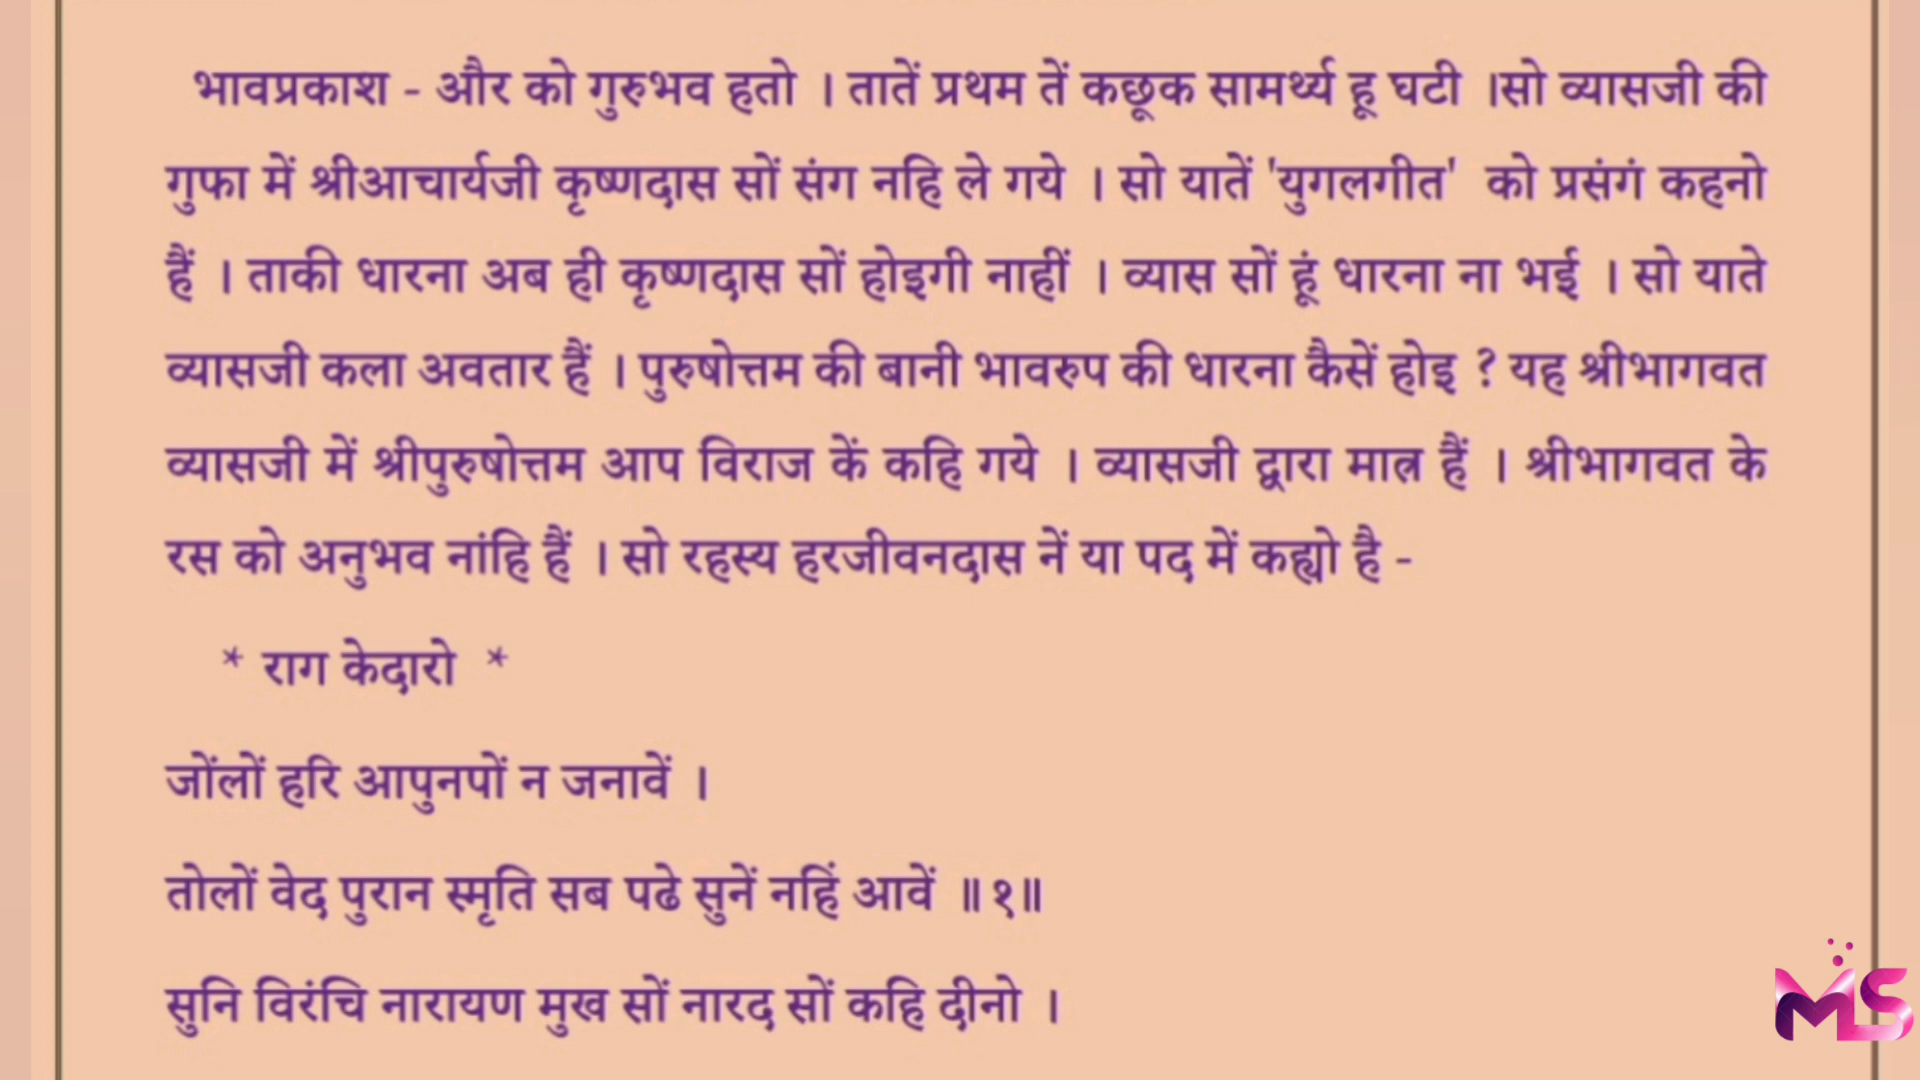 भावप्रकाश - और को गुरुभव हतो । तातें प्रथम तें कछूक सामर्थ्य हू घटी ।सो व्यासजी की
गुफा में श्रीआचार्यजी कृष्णदास सों संग नहि ले गये । सो यातें 'युगलगीत' को प्रसंगं कहनो
हैं । ताकी धारना अब ही कृष्णदास सों होइगी नाहीं । व्यास सों हूं धारना ना भई । सो याते
व्यासजी कला अवतार हैं । पुरुषोत्तम की बानी भावरुप की धारना कैसें होइ ? यह श्रीभागवत
व्यासजी में श्रीपुरुषोत्तम आप विराज कें कहि गये । व्यासजी द्वारा मात्र हैं । श्रीभागवत के
रस को अनुभव नांहि हैं । सो रहस्य हरजीवनदास नें या पद में कह्यो है -
* राग केदारो *
जोंलों हरि आपुनपों न जनावें ।
तोलों वेद पुरान स्मृति सब पढे सुनें नहिं आवें ॥१॥
सुनि विरंचि नारायण मुख सों नारद सों कहि दीनो ।
MS